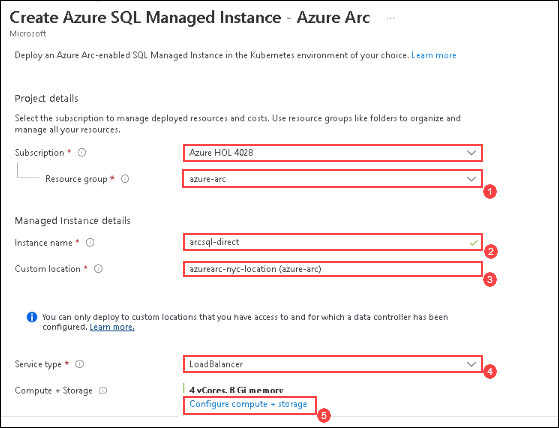 Create Azure SQL Managed Instance - Azure Arc ...
Microsoft
Deploy an Azure Arc-enabled SQL Managed Instance in the Kubernetes environment of your choice. Learn more
Project details
Select the subscription to manage deployed resources and costs. Use resource groups like folders to organize and
manage all your resources.
Subscription * Azure HOL 4028
Resource group * azure-arc
1
Managed Instance details
Instance name * arcsql-direct
2
Custom location * azurearc-nyc-location (azure-arc)
3
You can only deploy to custom locations that you have access to and for which a data controller has been
configured. Learn more.
Service type * LoadBalancer
4
Compute + Storage 4 vCores, 8 Gi memory
Configure compute + storage
5